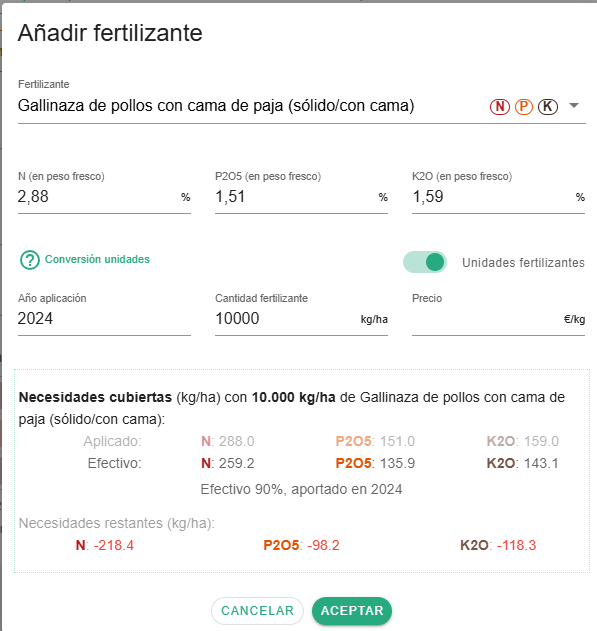 Añadir fertilizante
Fertilizante
Gallinaza de pollos con cama de paja (sólido/con cama) N P K
N (en peso fresco) P2O5 (en peso fresco) K2O (en peso fresco)
2,88 % 1,51 % 1,59 %
? Conversión unidades Unidades fertilizantes
Año aplicación Cantidad fertilizante Precio
2024 10000 kg/ha €/kg
Necesidades cubiertas (kg/ha) con 10.000 kg/ha de Gallinaza de pollos con cama de
paja (sólido/con cama):
Aplicado: N: 288.0 P2O5: 151.0 K2O: 159.0
Efectivo: N: 259.2 P2O5: 135.9 K2O: 143.1
Efectivo 90%, aportado en 2024
Necesidades restantes (kg/ha):
N: -218.4 P2O5: -98.2 K2O: -118.3
CANCELAR ACEPTAR